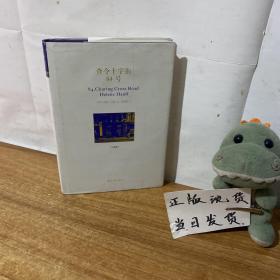 查令十字街
84号
84, Charing Cross Road
Helene Hanff
正版现货
当日发货